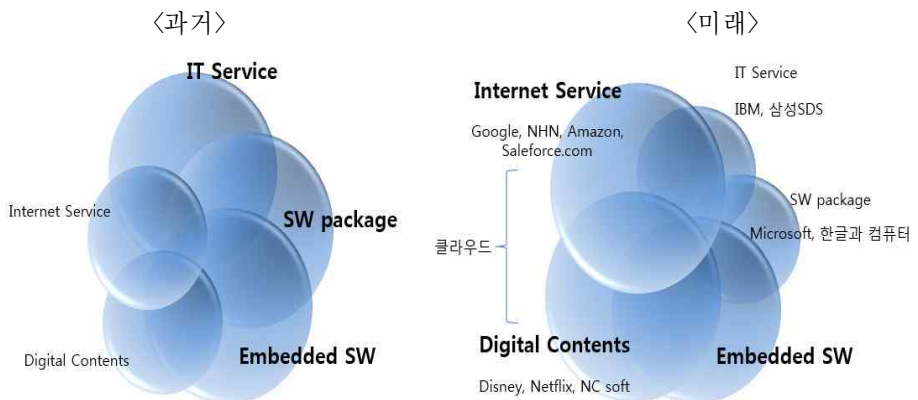 〈과거〉
IT Service
Internet Service
SW package
Digital Contents
Embedded SW
〈미래〉
Internet Service
Google, NHN, Amazon,
Saleforce.com
IT Service
IBM, 삼성SDS
SW package
Microsoft, 한글과 컴퓨터
클라우드
Digital Contents
Disney, Netflix, NC soft
Embedded SW